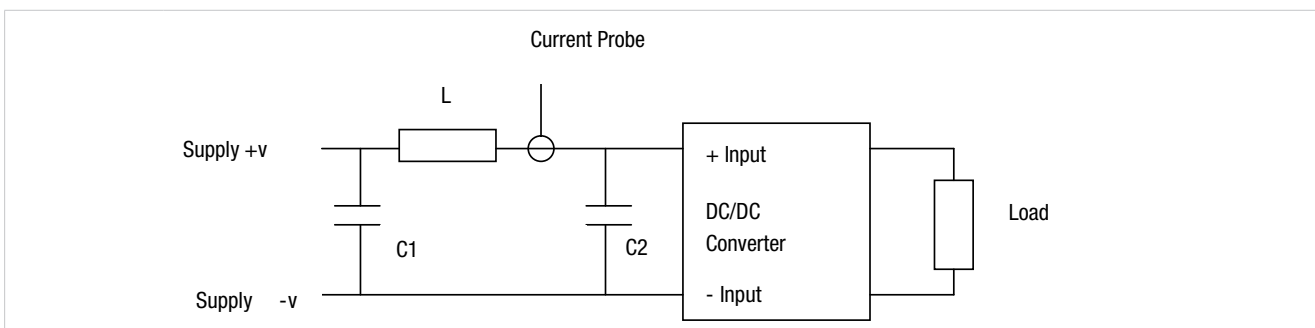 Current Probe
L
Supply +v
+ Input
DC/DC
Converter
Load
C1
C2
Supply -v
- Input